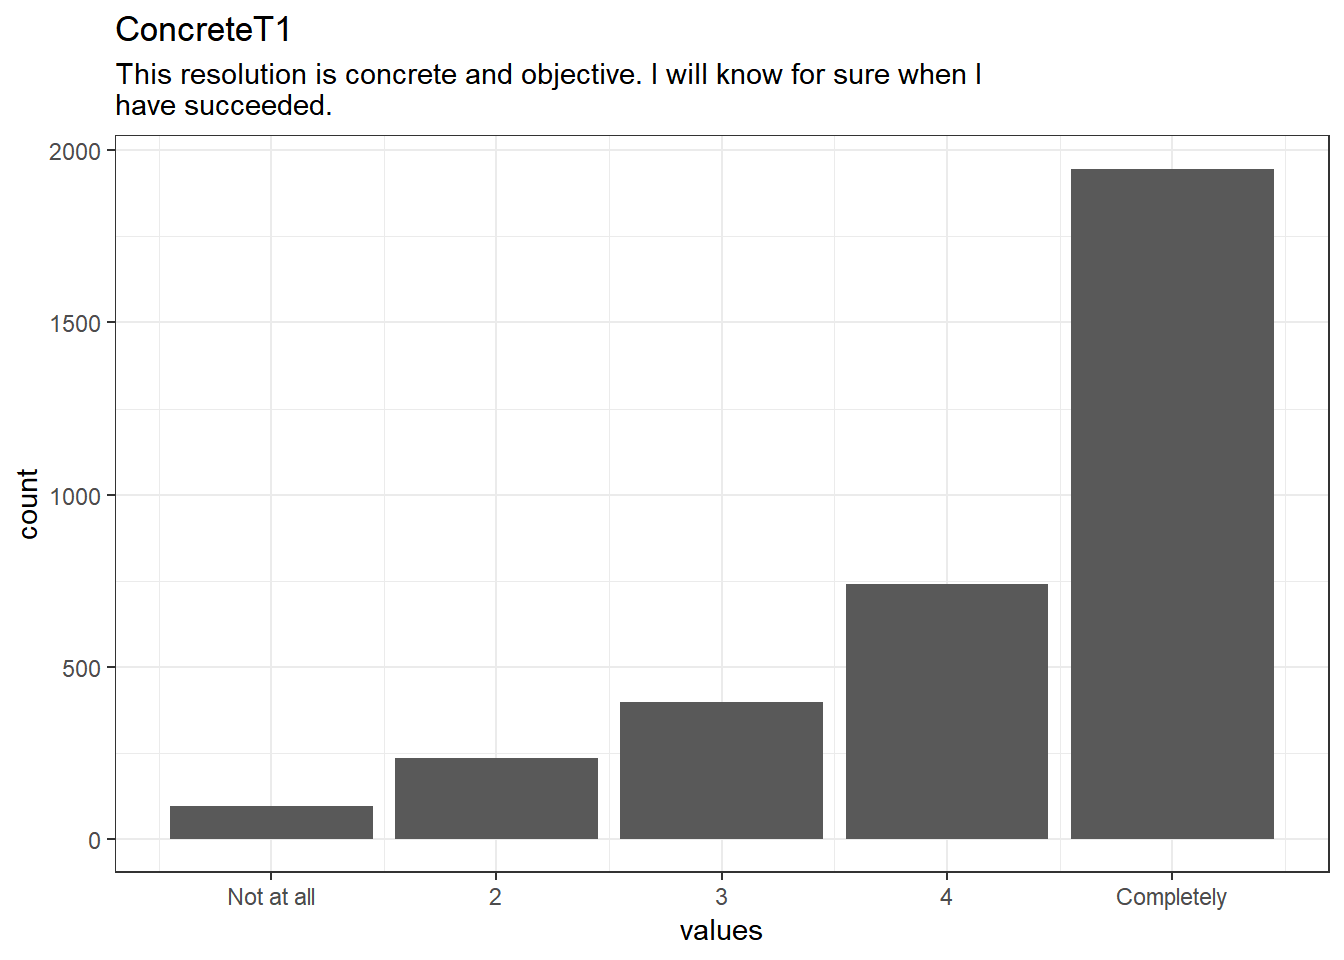 ConcreteT1
This resolution is concrete and objective. I will know for sure when I
have succeeded.
2000
1500
1000
500
0
count
Not at all 2 3 4 Completely
values